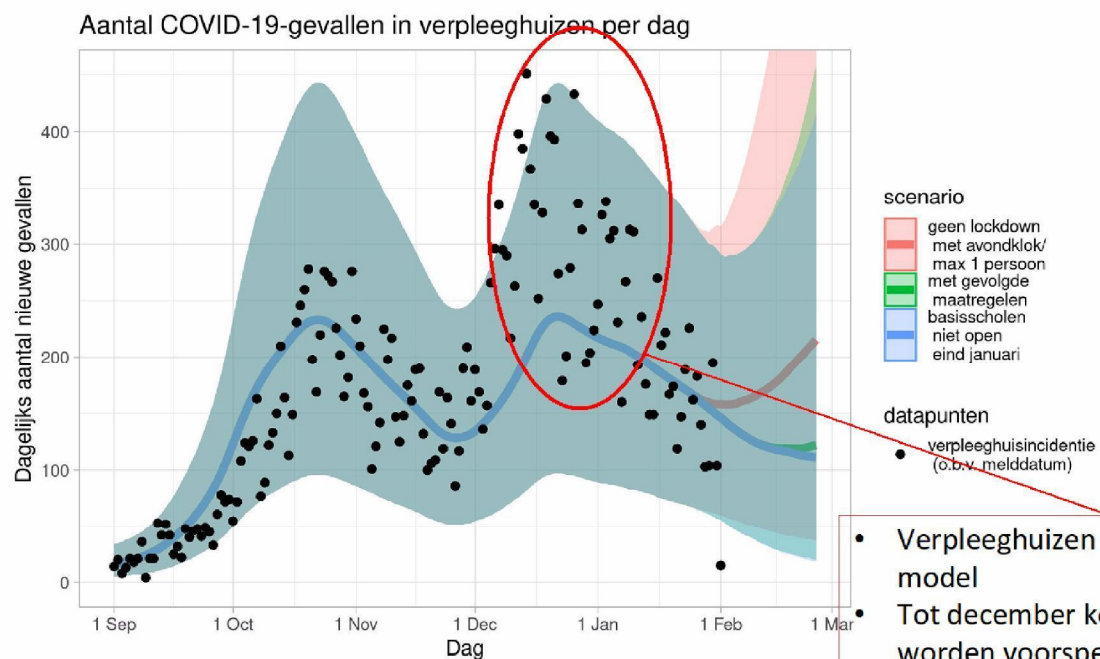 Aantal COVID-19-gevallen in verpleeghuizen per dag
Dagelijks aantal nieuwe gevallen
400
300
200
100
0
1 Sep
1 Oct
1 Nov
1 Dec
1 Jan
1 Feb
1 Mar
Dag
scenario
geen lockdown
met avondklok/
max 1 persoon
met gevolgde
maatregelen
basisscholen
niet open
eind januari
datapunten
verpleeghuisincidentie
(o.b.v. melddatum)
• Verpleeghuizen
model
• Tot december
worden